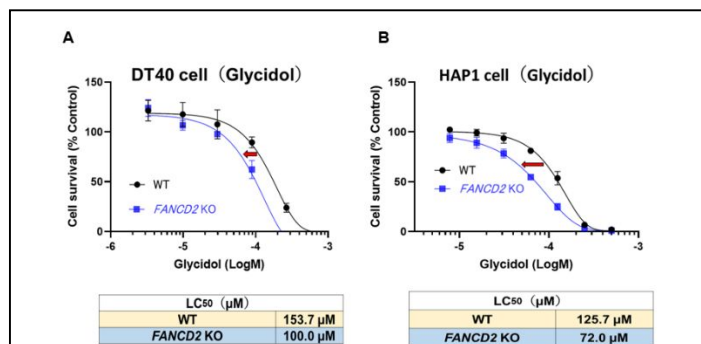 A
DT40 cell（Glycidol）
Cell survival (% Control)
150
100
50
0
WT
FANCD2 KO
-6
-5
-4
-3
Glycidol (LogM)
LC50 (μM)
WT 153.7 μM
FANCD2 KO 100.0 μM
B
HAP1 cell（Glycidol）
Cell survival (% Control)
150
100
50
0
WT
FANCD2 KO
-5
-4
-3
Glycidol (LogM)
LC50 (μM)
WT 125.7 μM
FANCD2 KO 72.0 μM